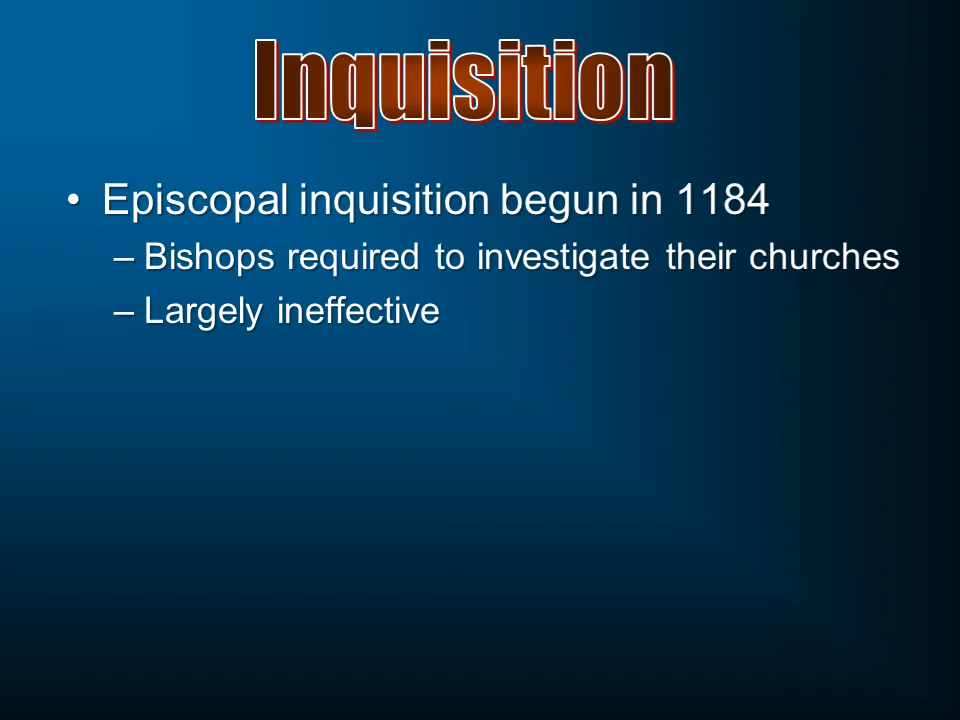 Inquisition
• Episcopal inquisition begun in 1184
– Bishops required to investigate their churches
– Largely ineffective